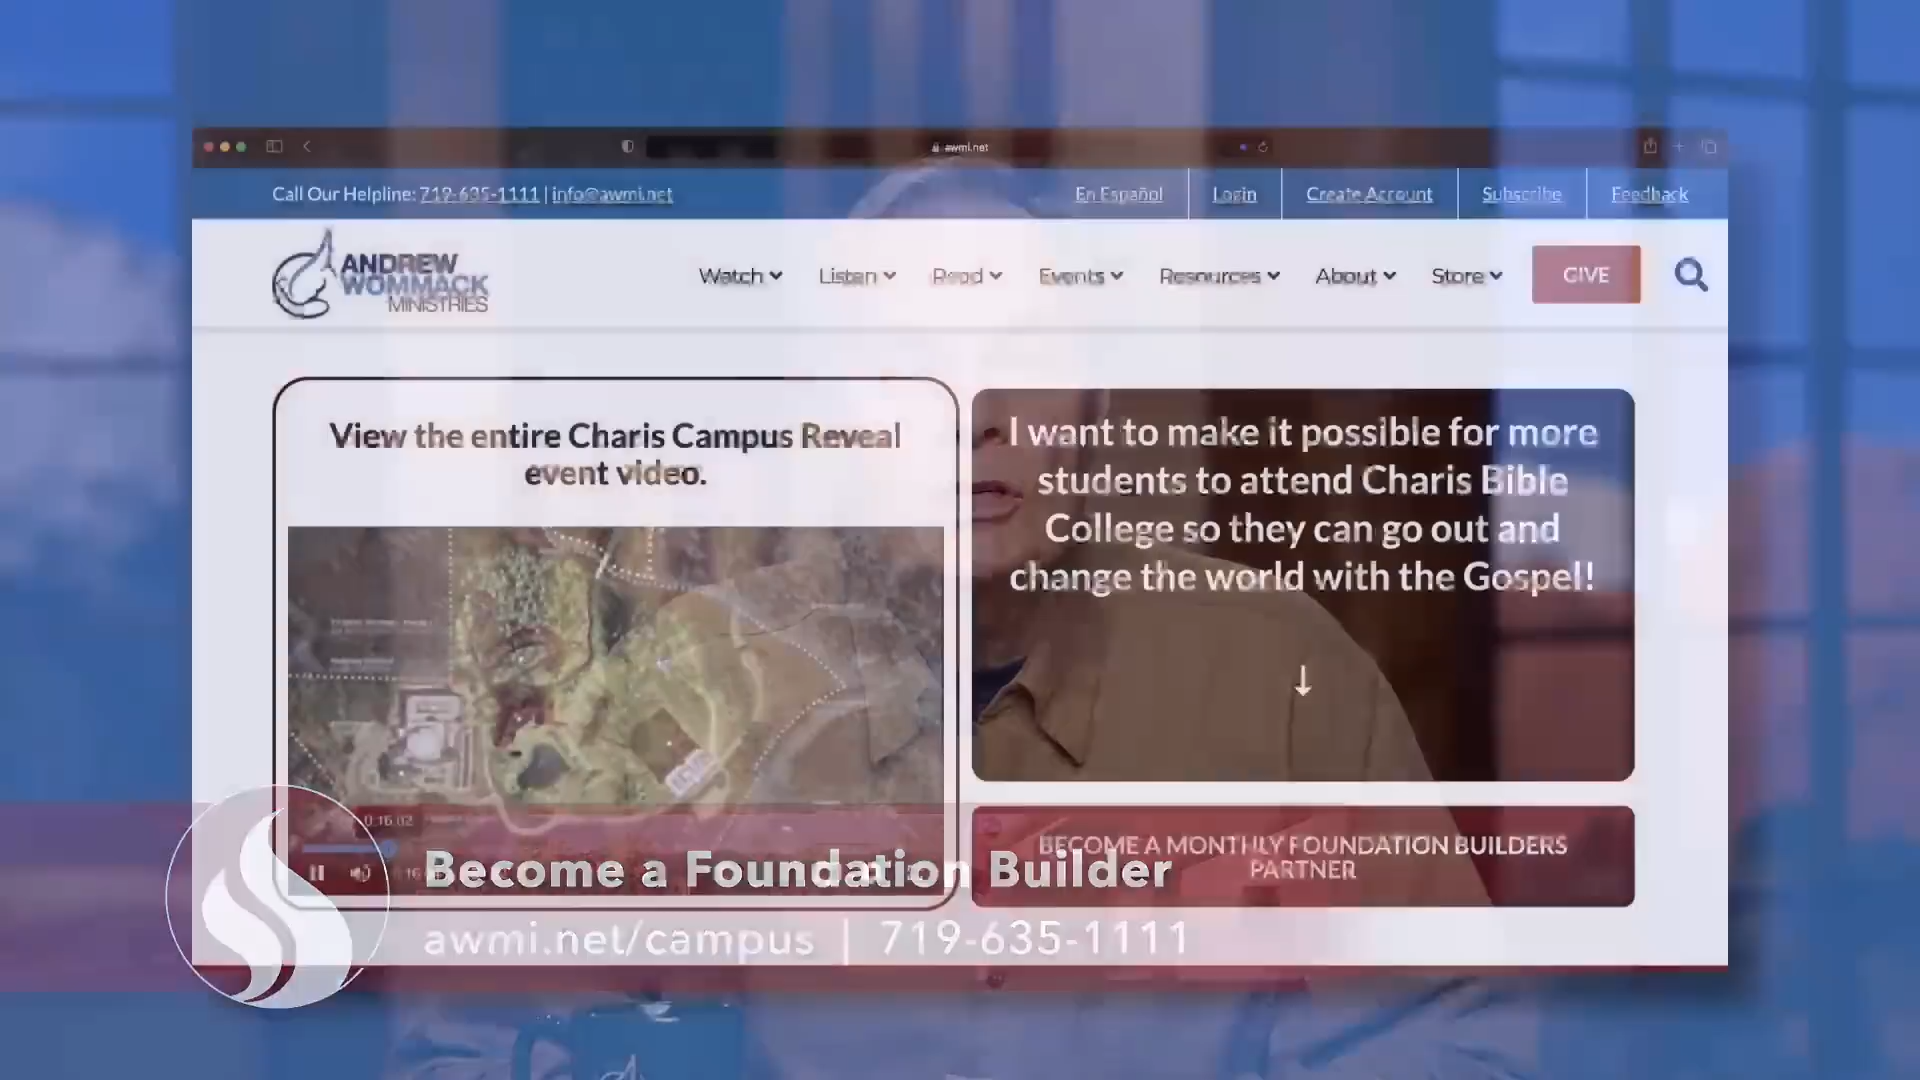 awmi.net
Call Our Helpline: 719-635-1111 | info@awmi.net
En Español
Login
Create Account
Subscribe
Feedback
ANDREW
WOMMACK
MINISTRIES
Watch
Listen
Read
Events
Resources
About
Store
GIVE
View the entire Charis Campus Reveal
event video.
I want to make it possible for more
students to attend Charis Bible
College so they can go out and
change the world with the Gospel!
↓
0:16:02
BECOME A MONTHLY FOUNDATION BUILDERS
PARTNER
Become a Foundation Builder
awmi.net/campus | 719-635-1111